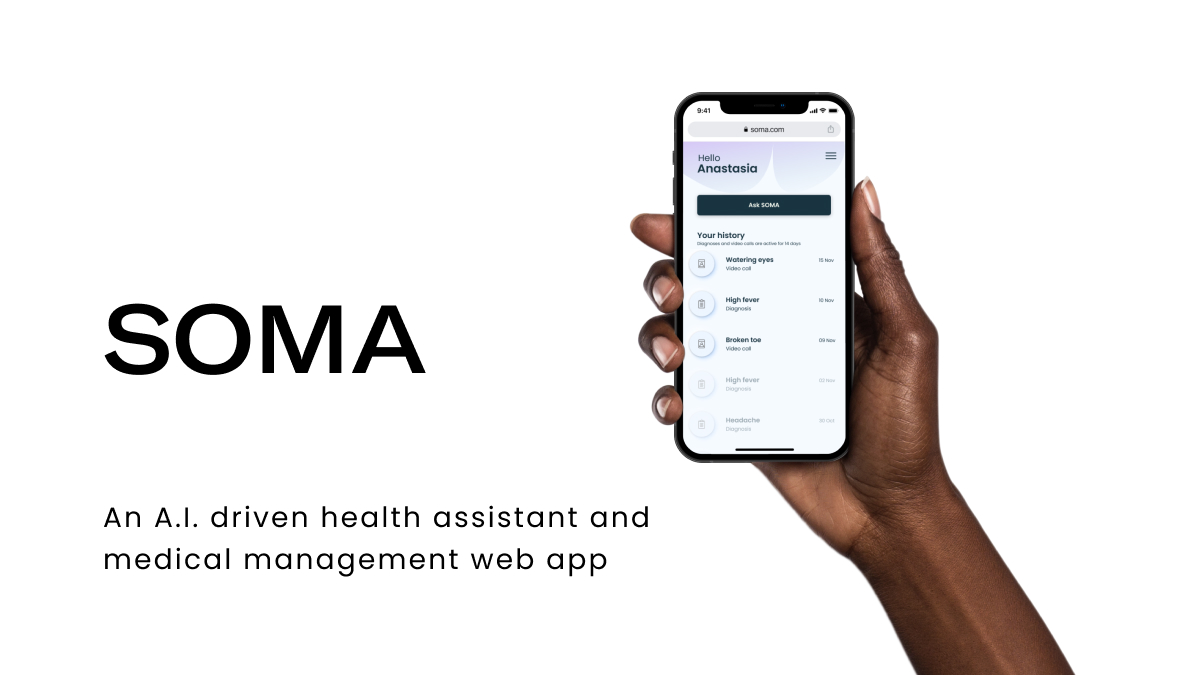 SOMA
An A.I. driven health assistant and
medical management web app
9:41
soma.com
Hello
Anastasia
Ask SOMA
Your history
Diagnoses and video calls are active for 14 days
Watering eyes
15 Nov
Video call
High fever
10 Nov
Diagnosis
Broken toe
09 Nov
Video call
High fever
02 Nov
Diagnosis
Headache
30 Oct
Diagnosis